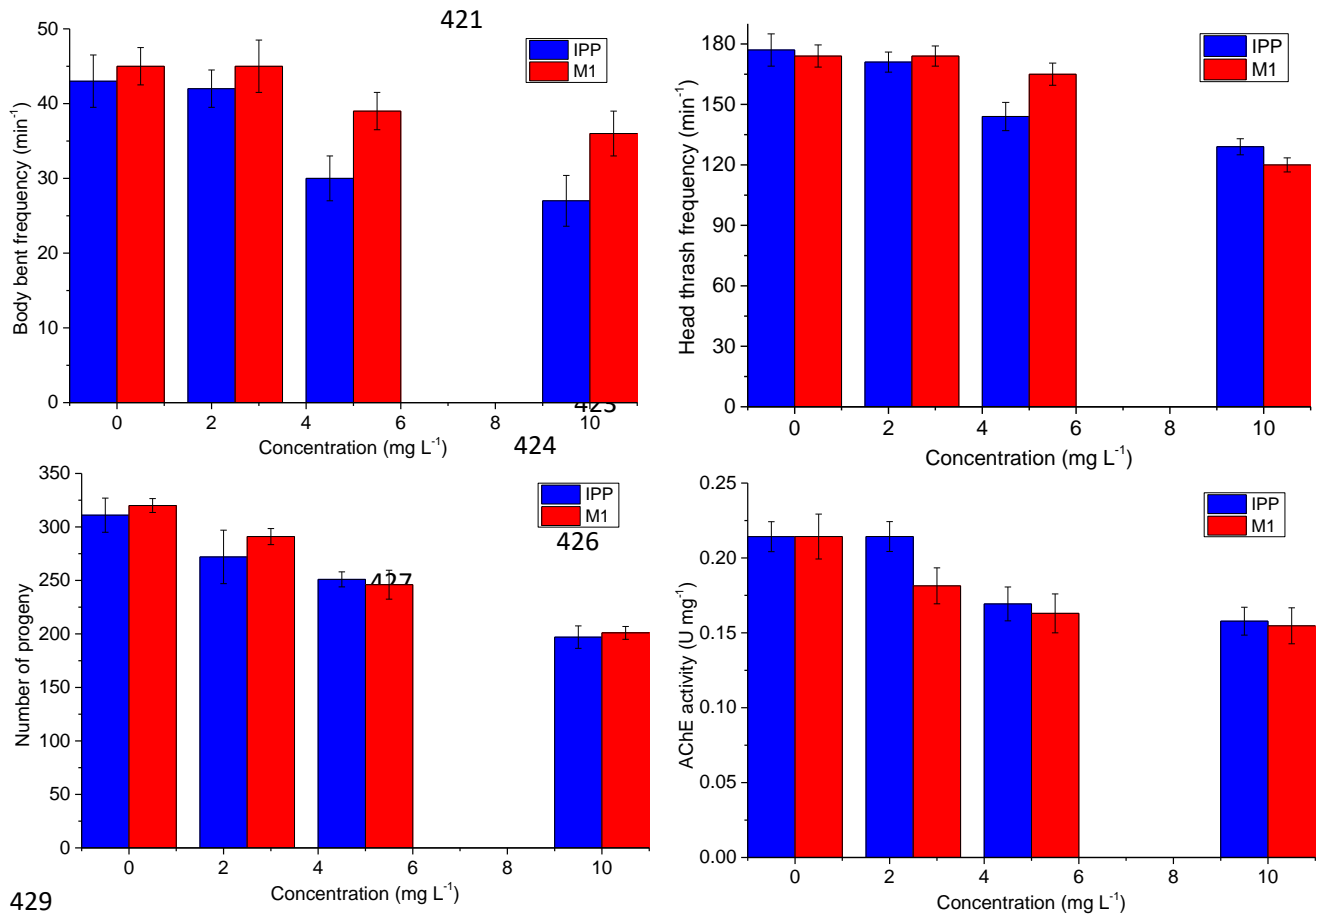 421
50
40
30
20
10
0
Body bent frequency (min-1)
IPP
M1
0 2 4 6 8 10
423
Concentration (mg L-1)
424
180
150
120
90
60
30
0
Head thrash frequency (min-1)
IPP
M1
0 2 4 6 8 10
Concentration (mg L-1)
350
300
250
200
150
100
50
0
Number of progeny
IPP
M1
426
427
0 2 4 6 8 10
Concentration (mg L-1)
429
0.25
0.20
0.15
0.10
0.05
0.00
AChE activity (U mg-1)
IPP
M1
0 2 4 6 8 10
Concentration (mg L-1)